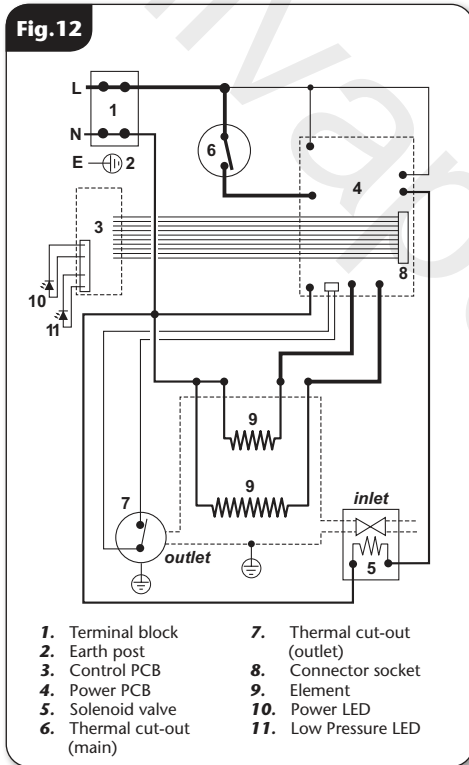 Fig.12
L
1
N
E
2
6
4
3
8
10
11
9
9
7
outlet
inlet
5
1. Terminal block
2. Earth post
3. Control PCB
4. Power PCB
5. Solenoid valve
6. Thermal cut-out
(main)
7. Thermal cut-out
(outlet)
8. Connector socket
9. Element
10. Power LED
11. Low Pressure LED